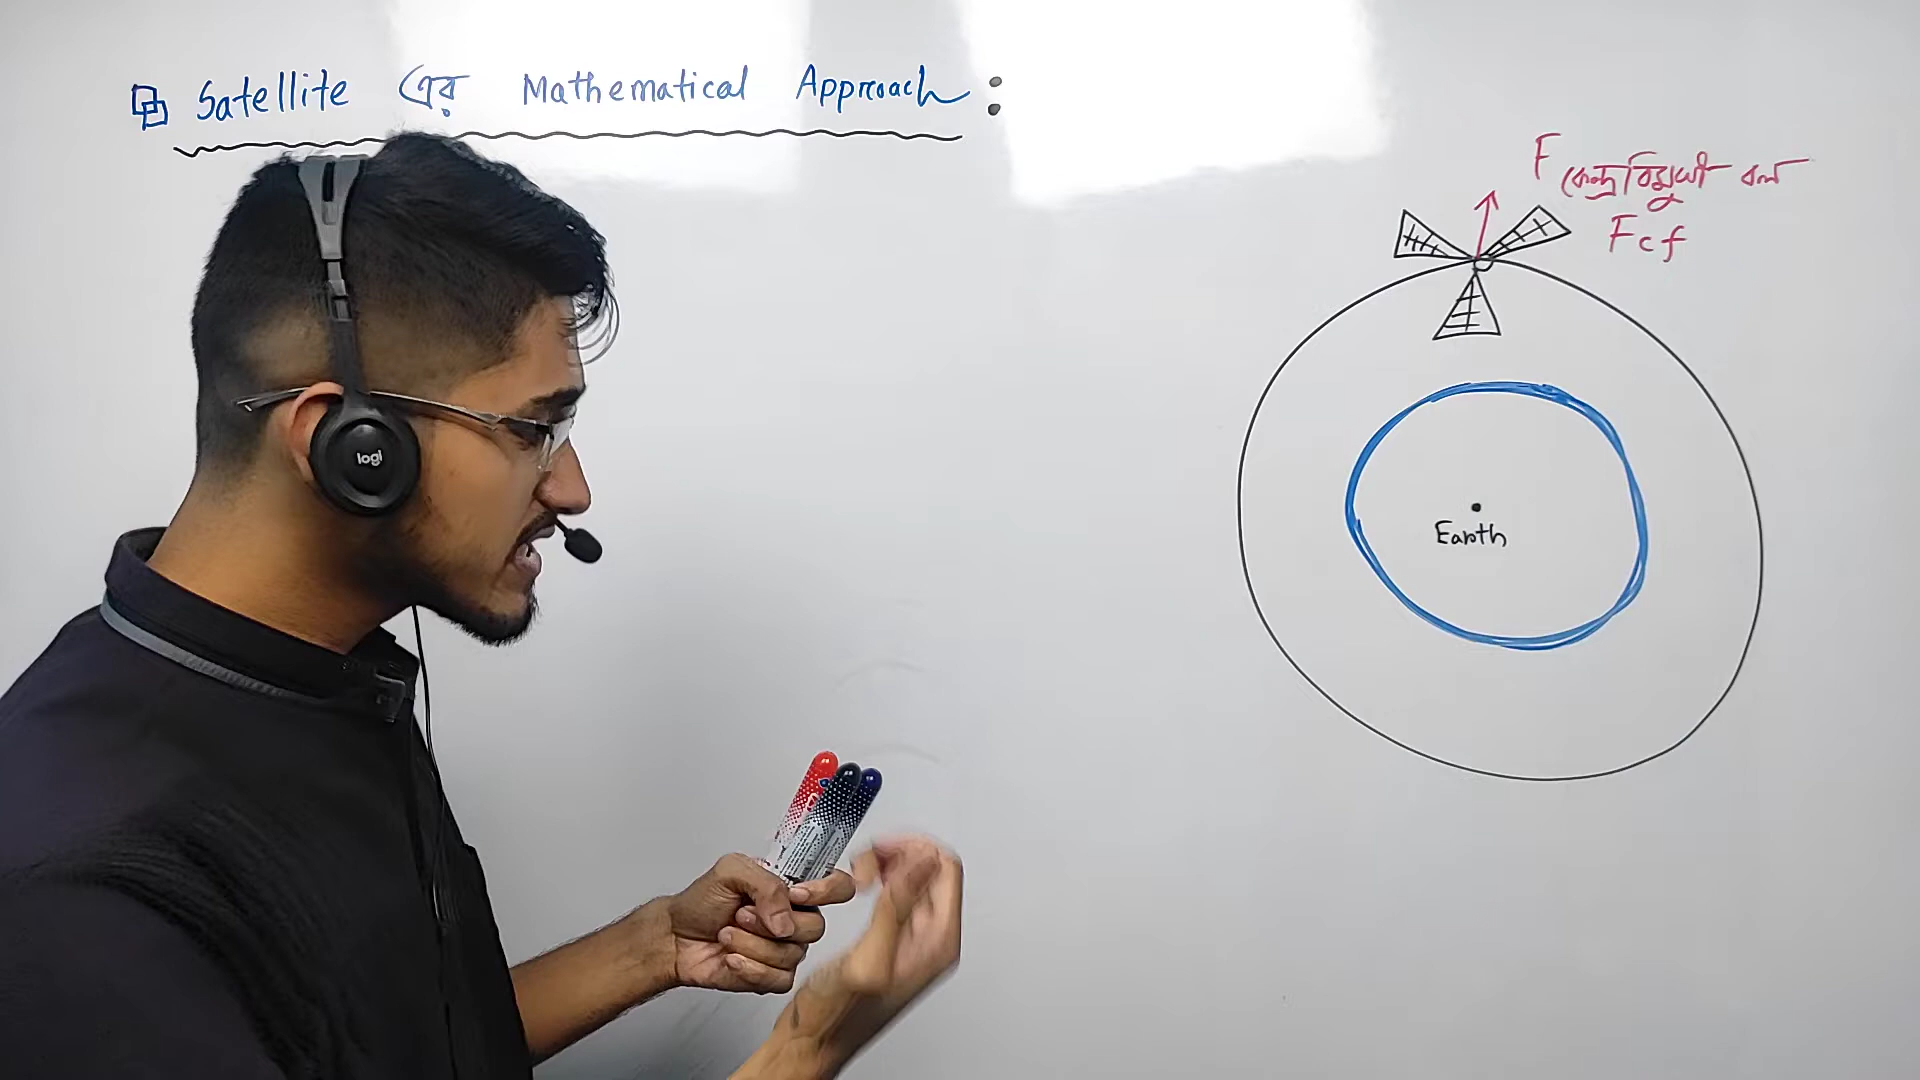 Satellite এর Mathematical Approach :
F কেন্দ্রবিমুখী বল
Fcf
Earth
logi